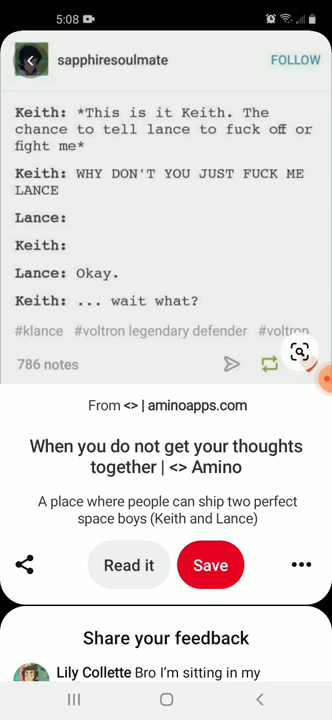 5:08
sapphiresoulmate
FOLLOW
Keith: *This is it Keith. The
chance to tell lance to fuck off or
fight me*
Keith: WHY DON'T YOU JUST FUCK ME
LANCE
Lance:
Keith:
Lance: Okay.
Keith: ... wait what?
#klance #voltron legendary defender #voltron
786 notes
From <> | aminoapps.com
When you do not get your thoughts
together | <> Amino
A place where people can ship two perfect
space boys (Keith and Lance)
Read it
Save
Share your feedback
Lily Collette Bro I'm sitting in my